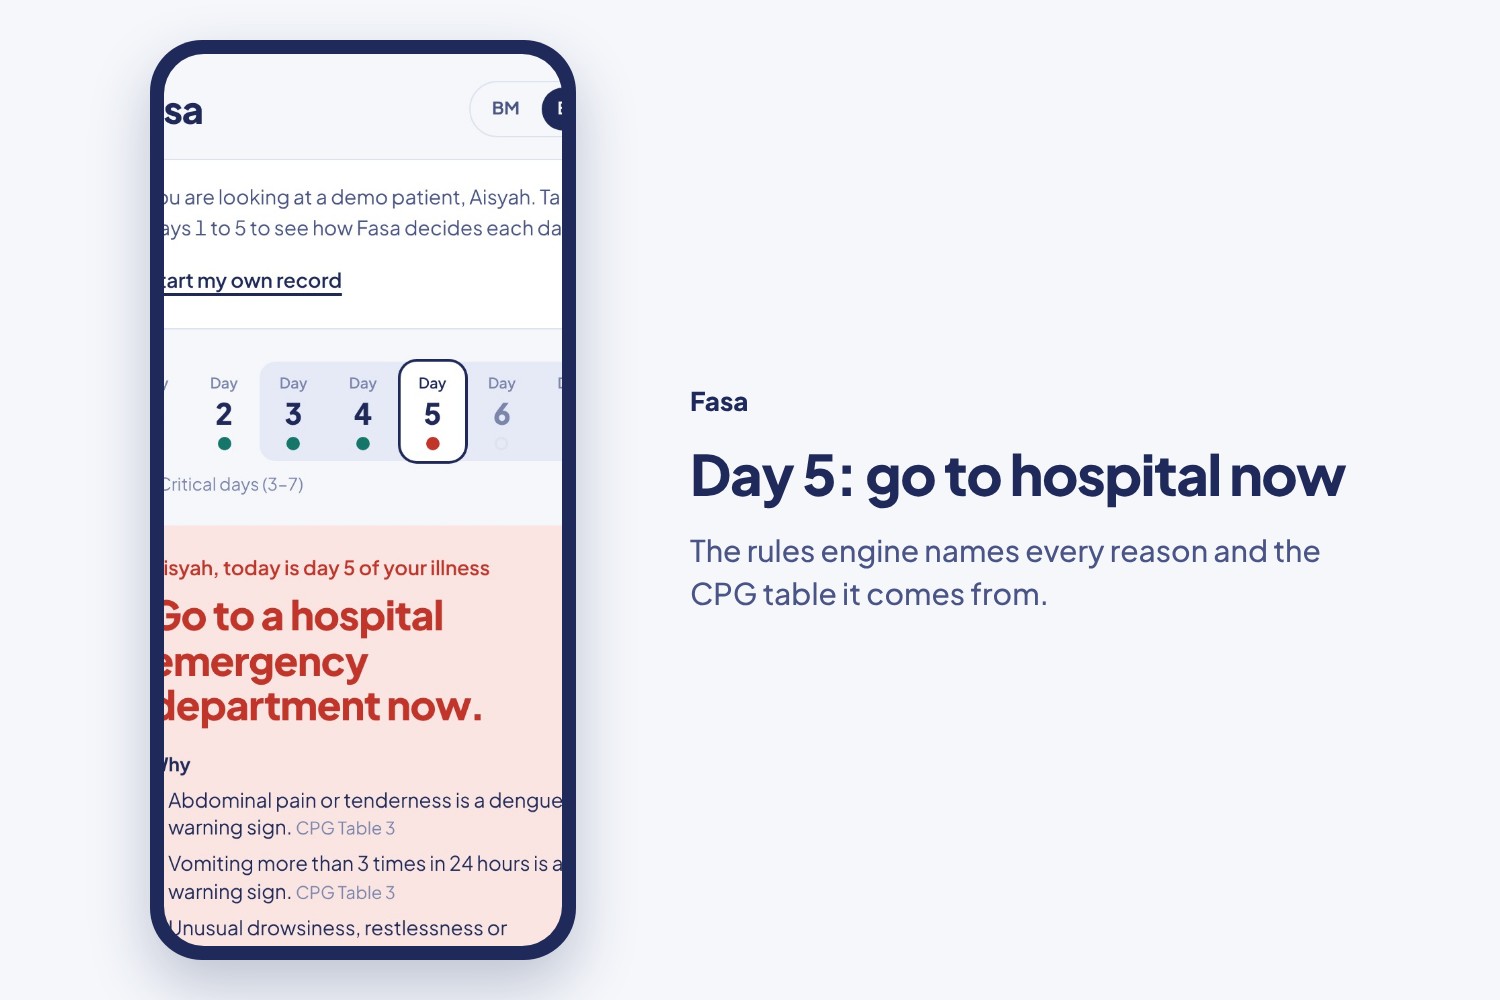 sa
BM
ou are looking at a demo patient, Aisyah. Ta
ays 1 to 5 to see how Fasa decides each da
tart my own record
Day Day Day Day Day
2 3 4 5 6
Critical days (3–7)
isyah, today is day 5 of your illness
Go to a hospital
emergency
department now.
Why
Abdominal pain or tenderness is a dengue
warning sign. CPG Table 3
Vomiting more than 3 times in 24 hours is a
warning sign. CPG Table 3
Unusual drowsiness, restlessness or
Fasa
Day 5: go to hospital now
The rules engine names every reason and the
CPG table it comes from.